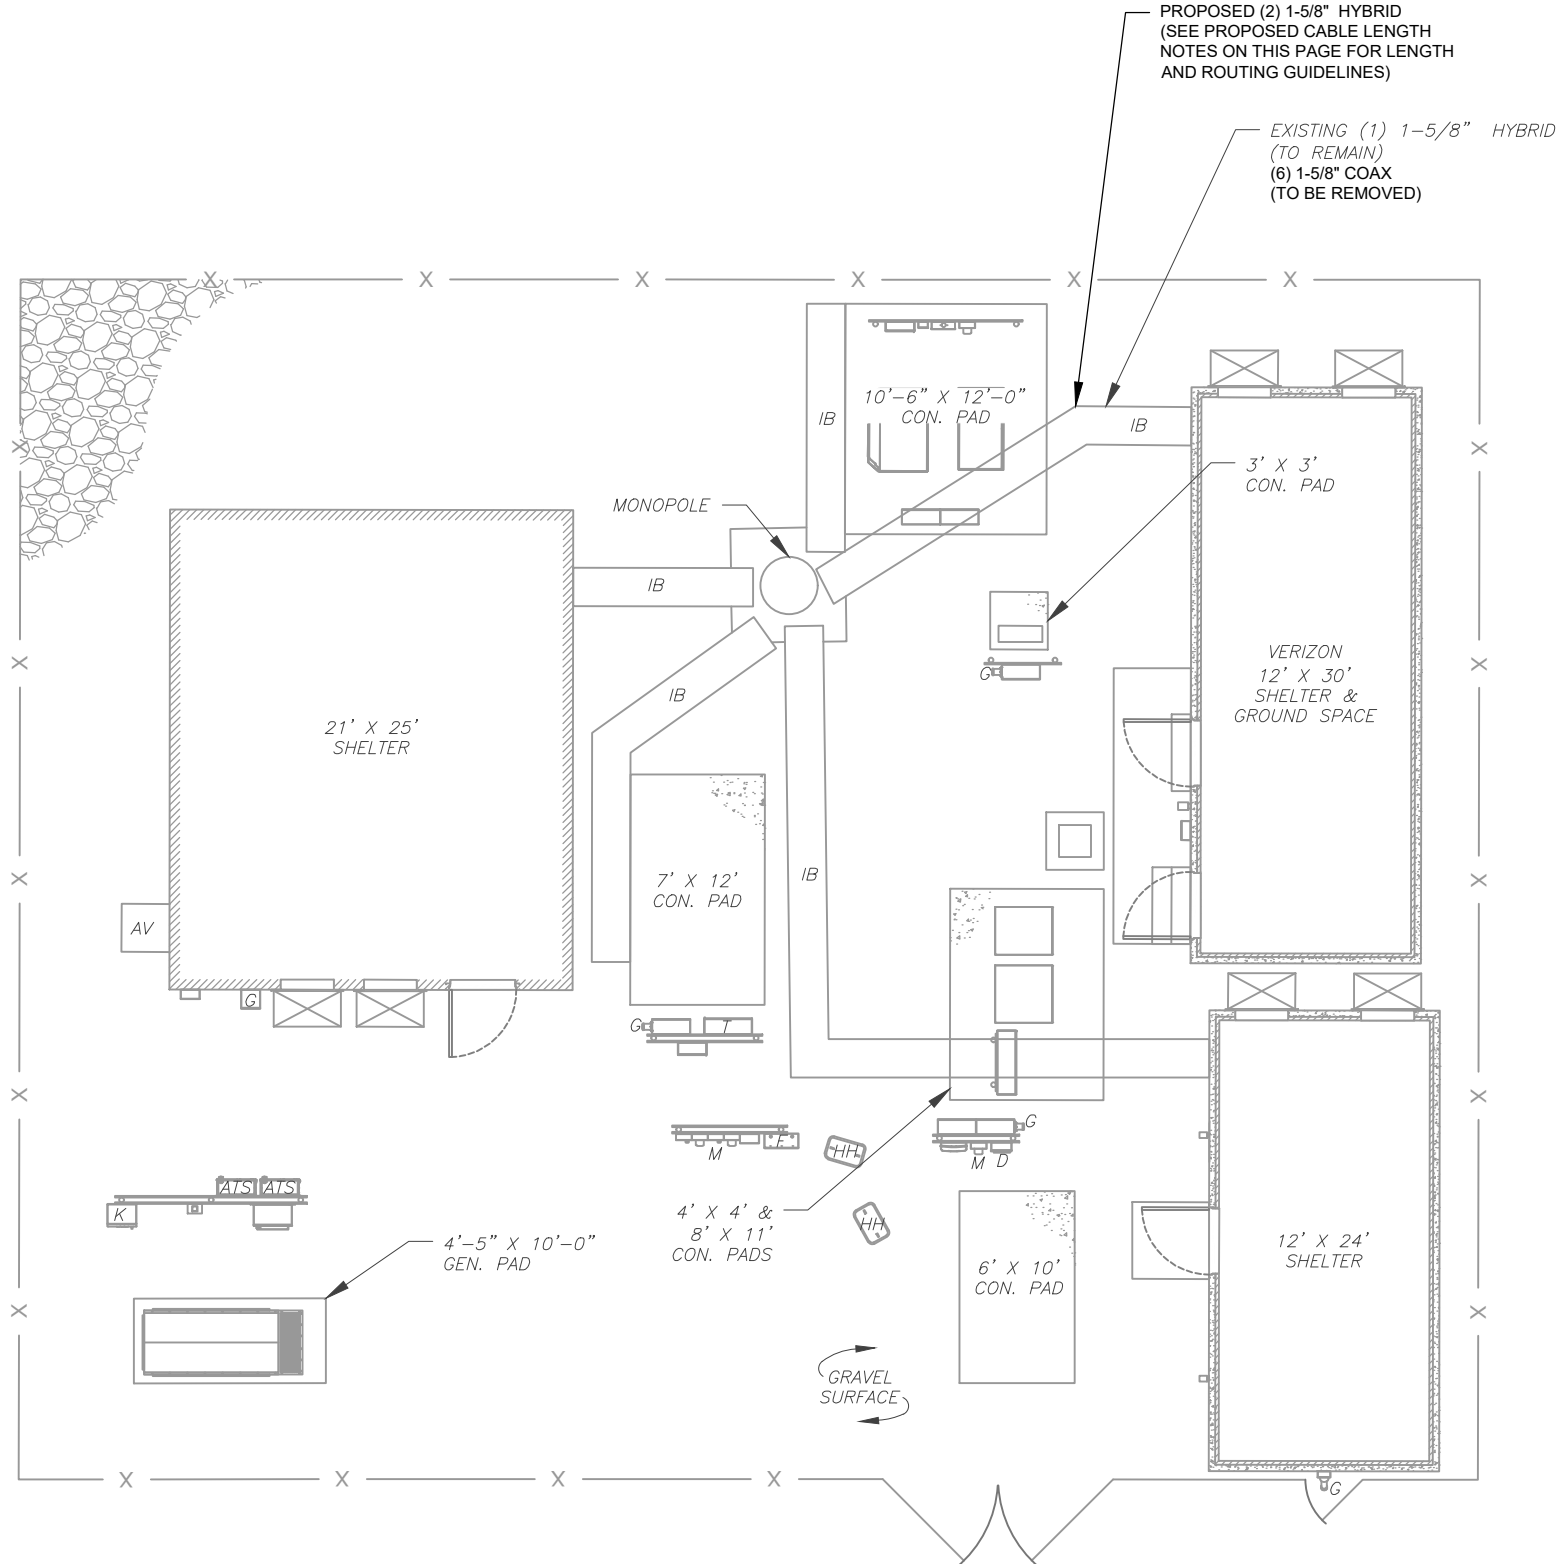 PROPOSED (2) 1-5/8" HYBRID
(SEE PROPOSED CABLE LENGTH
NOTES ON THIS PAGE FOR LENGTH
AND ROUTING GUIDELINES)
EXISTING (1) 1-5/8" HYBRID
(TO REMAIN)
(6) 1-5/8" COAX
(TO BE REMOVED)
X X X X X X
10'-6" X 12'-0"
CON. PAD
IB
IB
X
X
3' X 3'
CON. PAD
MONOPOLE
IB
X
X
G
VERIZON
12' X 30'
SHELTER &
GROUND SPACE
IB
21' X 25'
SHELTER
7' X 12'
CON. PAD
IB
X
X
AV
G
G
T
X
X
M
F
HH
G
M
D
ATS
ATS
K
4' X 4' &
8' X 11'
CON. PADS
HH
4'-5" X 10'-0"
GEN. PAD
6' X 10'
CON. PAD
12' X 24'
SHELTER
X
X
GRAVEL
SURFACE
X X X X
G